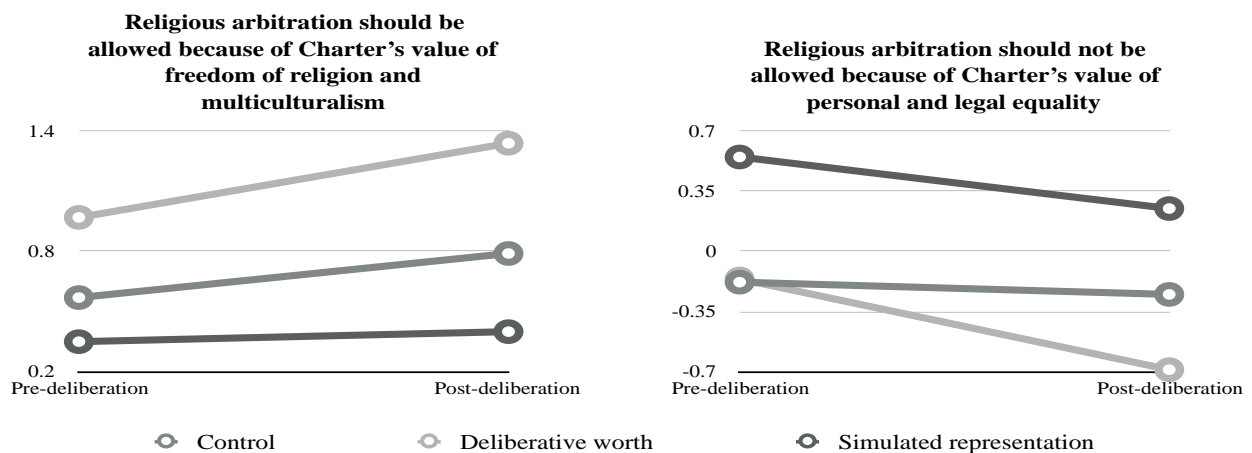 Religious arbitration should be
allowed because of Charter’s value of
freedom of religion and
multiculturalism
1.4
0.8
0.2
Pre-deliberation
Post-deliberation
Religious arbitration should not be
allowed because of Charter’s value of
personal and legal equality
0.7
0.35
0
-0.35
-0.7
Pre-deliberation
Post-deliberation
Control
Deliberative worth
Simulated representation